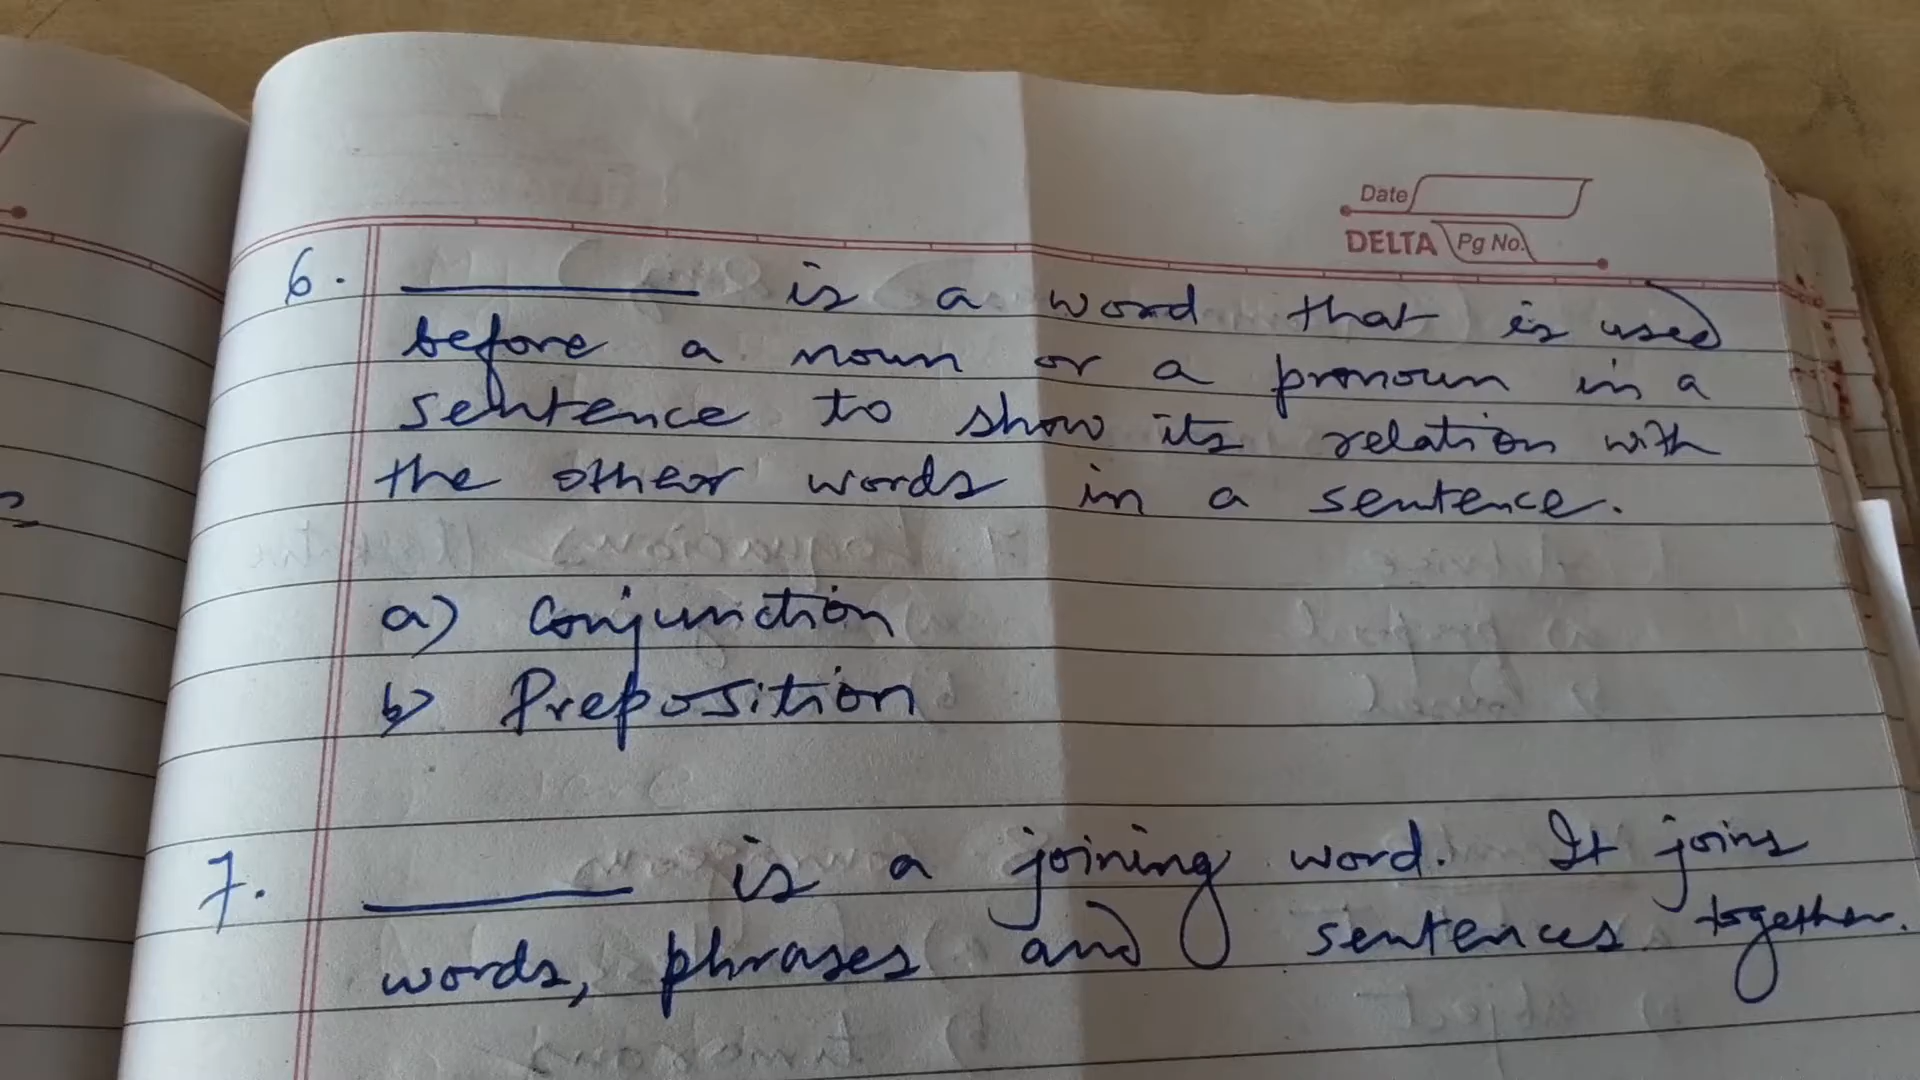 Date
DELTA Pg No.
6. ______ is a word that is used
before a noun or a pronoun in a
sentence to show its relation with
the other words in a sentence.
a) Conjunction
b) Preposition
7. ______ is a joining word. It joins
words, phrases and sentences together.